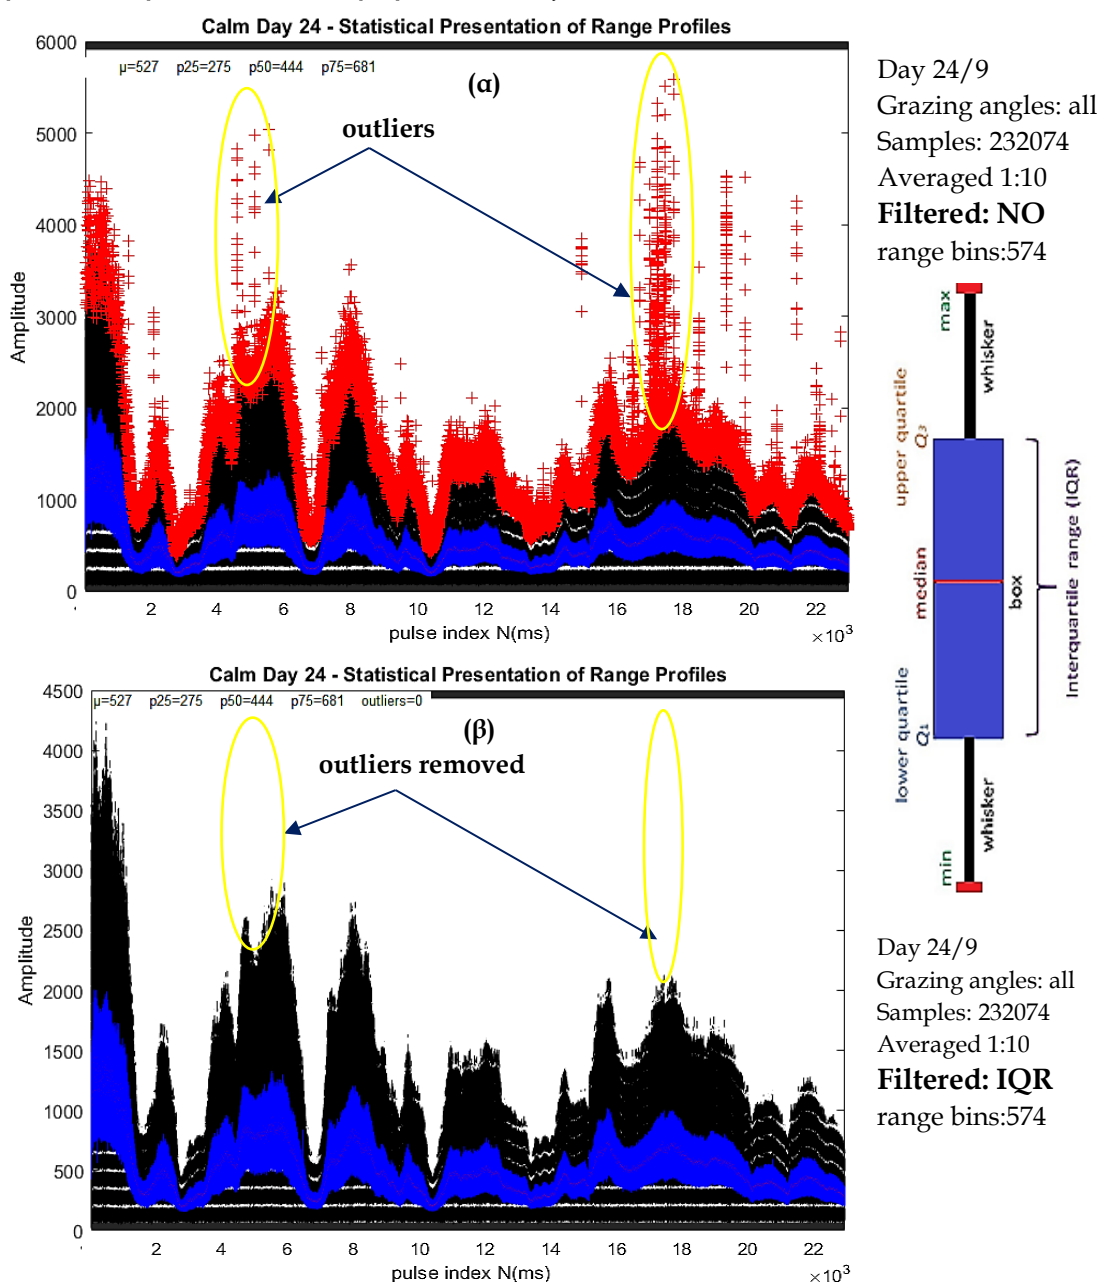 Calm Day 24 - Statistical Presentation of Range Profiles
6000
μ=527 p25=275 p50=444 p75=681
(α)
outliers
5000
4000
3000
2000
1000
0
Amplitude
2 4 6 8 10 12 14 16 18 20 22
pulse index N(ms)
×10³
Day 24/9
Grazing angles: all
Samples: 232074
Averaged 1:10
Filtered: NO
range bins:574
max
whisker
upper quartile
Q3
median
box
Interquartile range (IQR)
lower quartile
Q1
whisker
min
Calm Day 24 - Statistical Presentation of Range Profiles
4500
μ=527 p25=275 p50=444 p75=681 outliers=0
(β)
outliers removed
4000
3500
3000
2500
2000
1500
1000
500
0
Amplitude
2 4 6 8 10 12 14 16 18 20 22
pulse index N(ms)
×10³
Day 24/9
Grazing angles: all
Samples: 232074
Averaged 1:10
Filtered: IQR
range bins:574